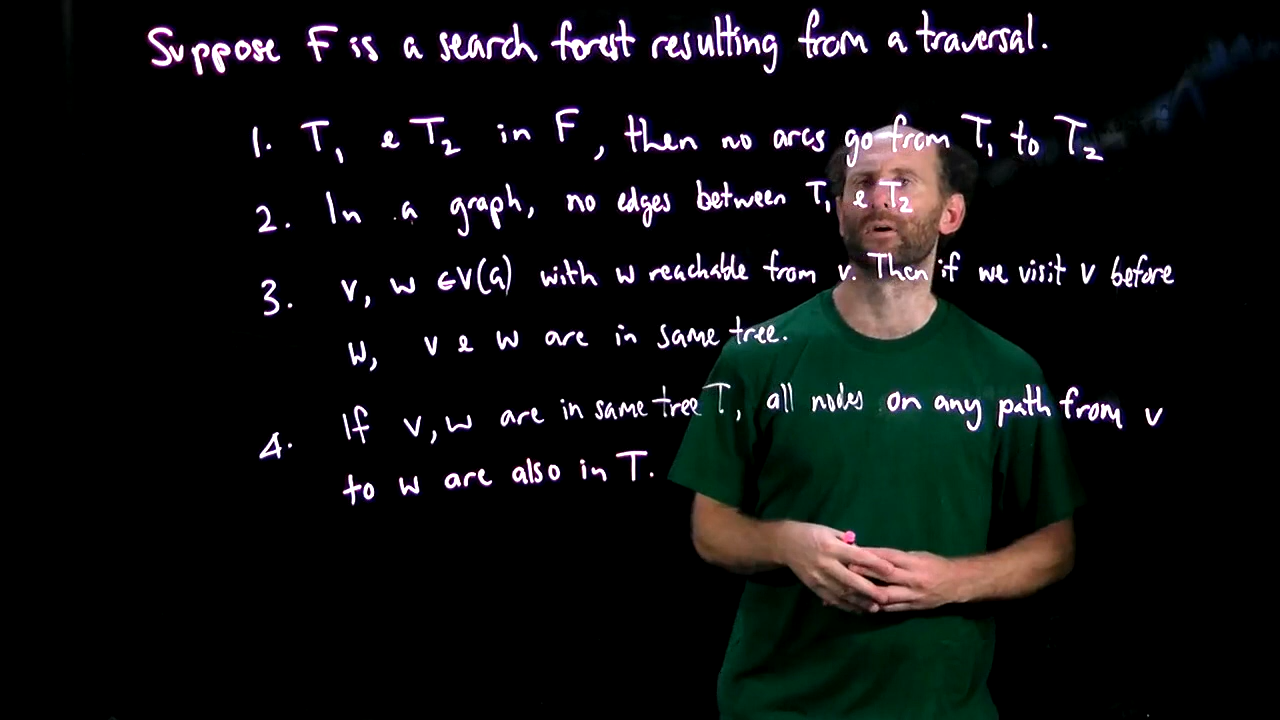 Suppose F is a search forest resulting from a traversal.
1. T₁ & T₂ in F, then no arcs go from T₁ to T₂
2. In a graph, no edges between T₁ & T₂
3. v, w ∈ V(G) with w reachable from v. Then if we visit v before
w, v & w are in same tree.
4. If v, w are in same tree T, all nodes on any path from v
to w are also in T.